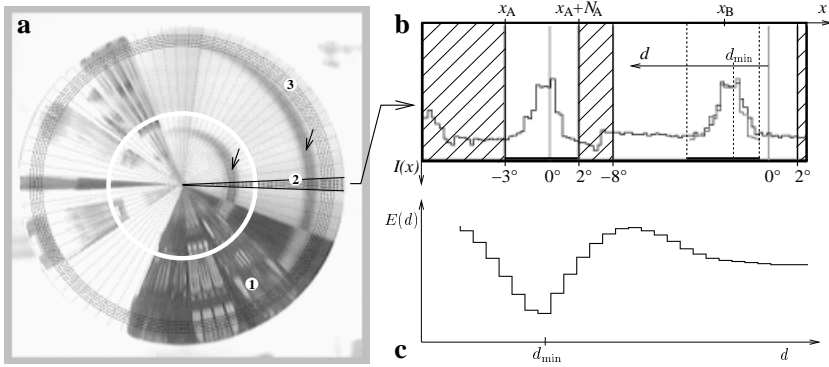 a
3
2
1
b
x_A x_A+N_A x_B x
d d_min
I(x)
−3° 0° 2° −8° 0° 2°
E(d)
d_min d
c